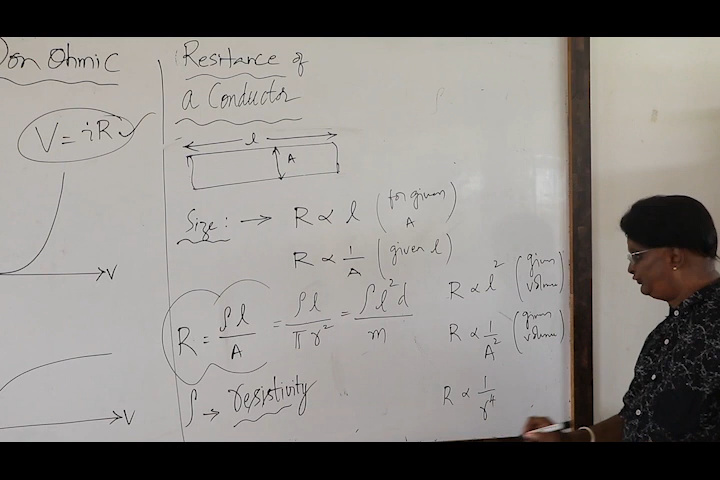 Non Ohmic
V = iR
V
V
Resitance of
a Conductor
l
A
Size: → R ∝ l (for given A)
R ∝ 1/A (given l)
R = ρl/A = ρl/πr² = ρl²d/m
ρ → resistivity
R ∝ l² (given volume)
R ∝ 1/A² (given volume)
R ∝ 1/r⁴